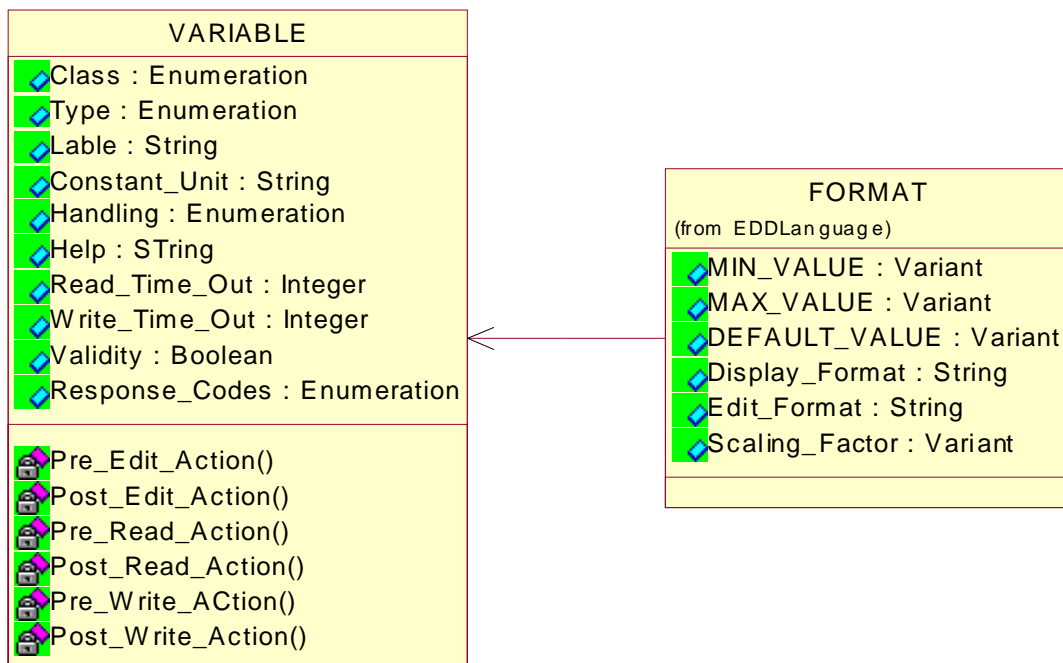 VARIABLE
Class : Enumeration
Type : Enumeration
Lable : String
Constant_Unit : String
Handling : Enumeration
Help : STring
Read_Time_Out : Integer
Write_Time_Out : Integer
Validity : Boolean
Response_Codes : Enumeration
Pre_Edit_Action()
Post_Edit_Action()
Pre_Read_Action()
Post_Read_Action()
Pre_Write_ACtion()
Post_Write_Action()
FORMAT
(from EDDLanguage)
MIN_VALUE : Variant
MAX_VALUE : Variant
DEFAULT_VALUE : Variant
Display_Format : String
Edit_Format : String
Scaling_Factor : Variant